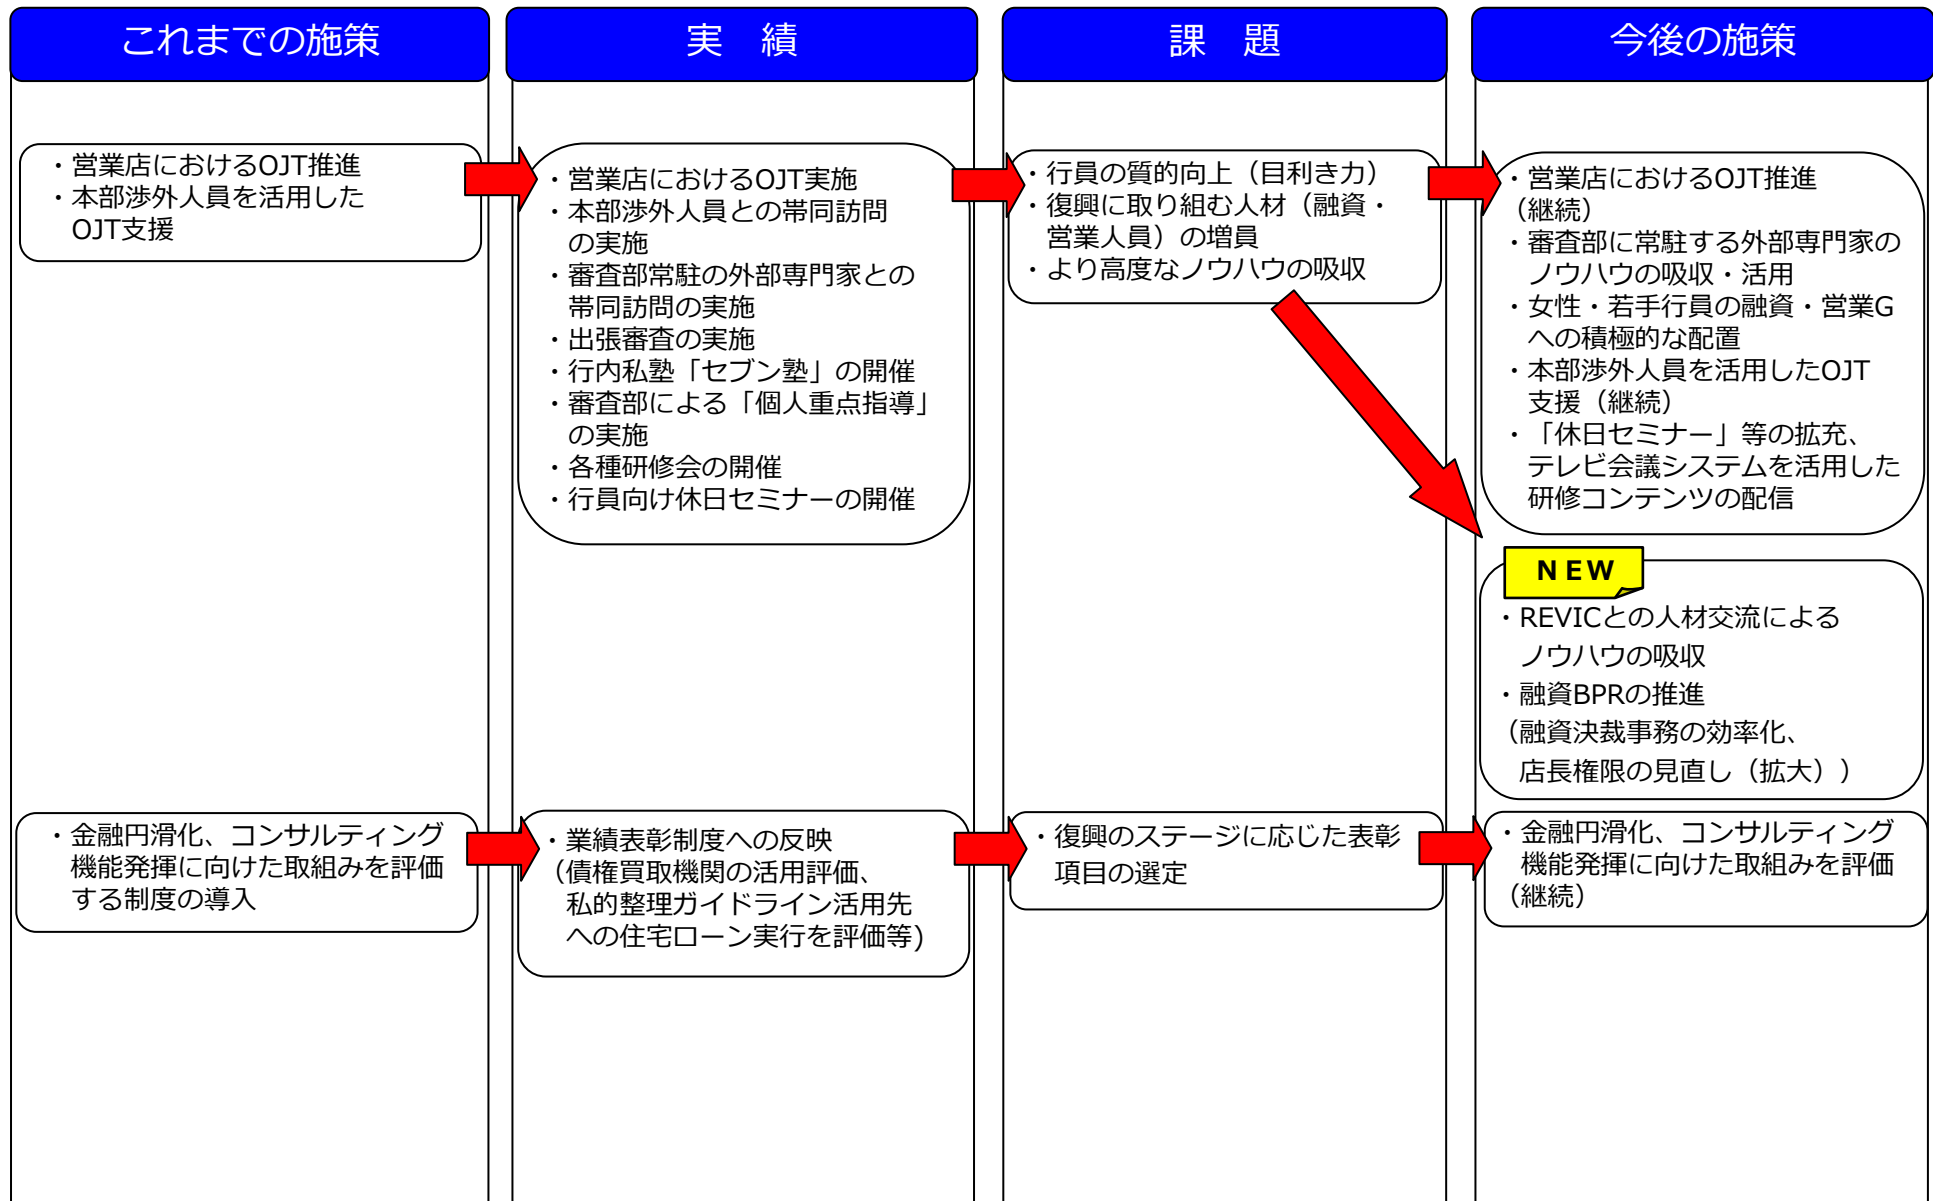 これまでの施策
実　績
課　題
今後の施策
・営業店におけるOJT推進
・本部渉外人員を活用した
OJT支援
・営業店におけるOJT実施
・本部渉外人員との帯同訪問
の実施
・審査部常駐の外部専門家との
帯同訪問の実施
・出張審査の実施
・行内私塾「セブン塾」の開催
・審査部による「個人重点指導」
の実施
・各種研修会の開催
・行員向け休日セミナーの開催
・行員の質的向上（目利き力）
・復興に取り組む人材（融資・
営業人員）の増員
・より高度なノウハウの吸収
・営業店におけるOJT推進
（継続）
・審査部に常駐する外部専門家の
ノウハウの吸収・活用
・女性・若手行員の融資・営業G
への積極的な配置
・本部渉外人員を活用したOJT
支援（継続）
・「休日セミナー」等の拡充、
テレビ会議システムを活用した
研修コンテンツの配信
NEW
・REVICとの人材交流による
ノウハウの吸収
・融資BPRの推進
（融資決裁事務の効率化、
店長権限の見直し（拡大））
・金融円滑化、コンサルティング
機能発揮に向けた取組みを評価
する制度の導入
・業績表彰制度への反映
（債権買取機関の活用評価、
私的整理ガイドライン活用先
への住宅ローン実行を評価等)
・復興のステージに応じた表彰
項目の選定
・金融円滑化、コンサルティング
機能発揮に向けた取組みを評価
（継続）